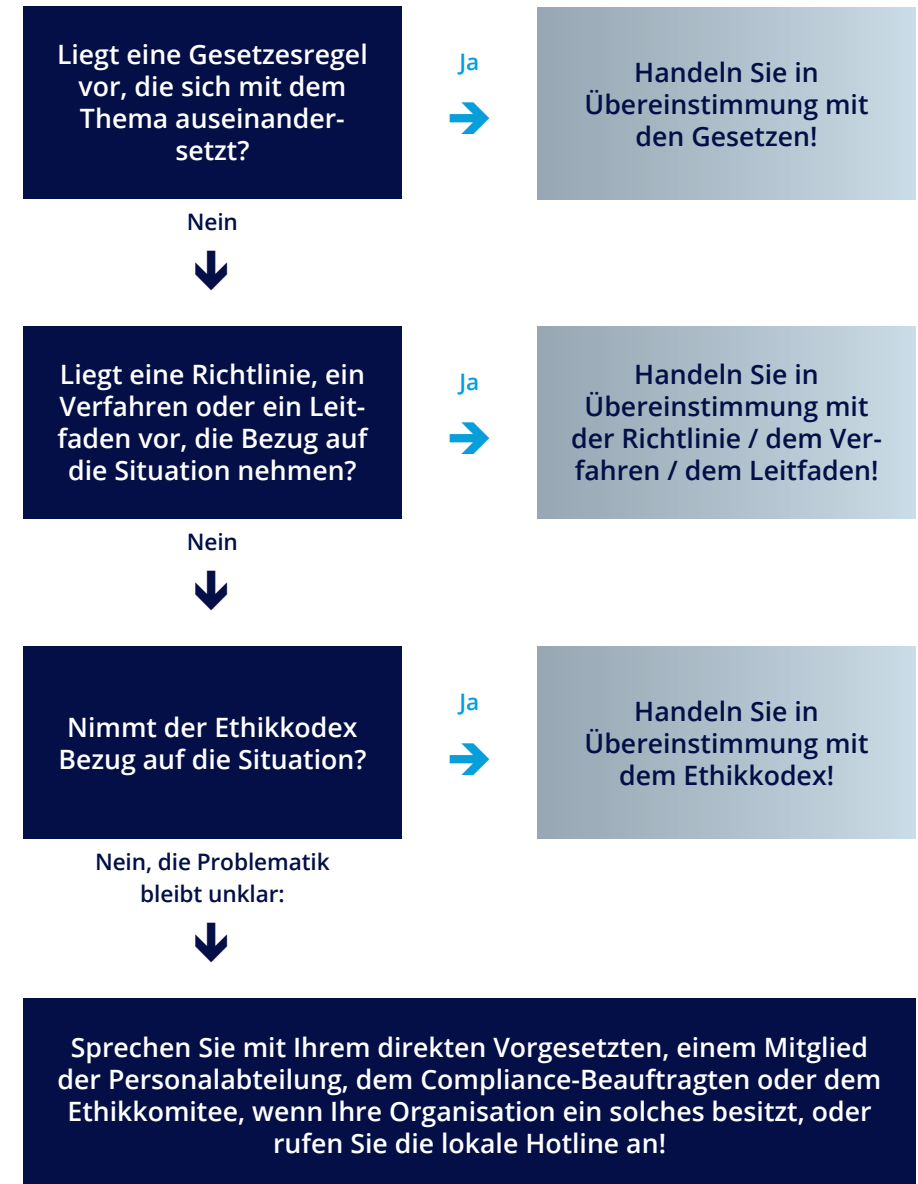 Liegt eine Gesetzesregel
vor, die sich mit dem
Thema auseinander-
setzt?
Ja
Handeln Sie in
Übereinstimmung mit
den Gesetzen!
Nein
Liegt eine Richtlinie, ein
Verfahren oder ein Leit-
faden vor, die Bezug auf
die Situation nehmen?
Ja
Handeln Sie in
Übereinstimmung mit
der Richtlinie / dem Ver-
fahren / dem Leitfaden!
Nein
Nimmt der Ethikkodex
Bezug auf die Situation?
Ja
Handeln Sie in
Übereinstimmung mit
dem Ethikkodex!
Nein, die Problematik
bleibt unklar:
Sprechen Sie mit Ihrem direkten Vorgesetzten, einem Mitglied
der Personalabteilung, dem Compliance-Beauftragten oder dem
Ethikkomitee, wenn Ihre Organisation ein solches besitzt, oder
rufen Sie die lokale Hotline an!